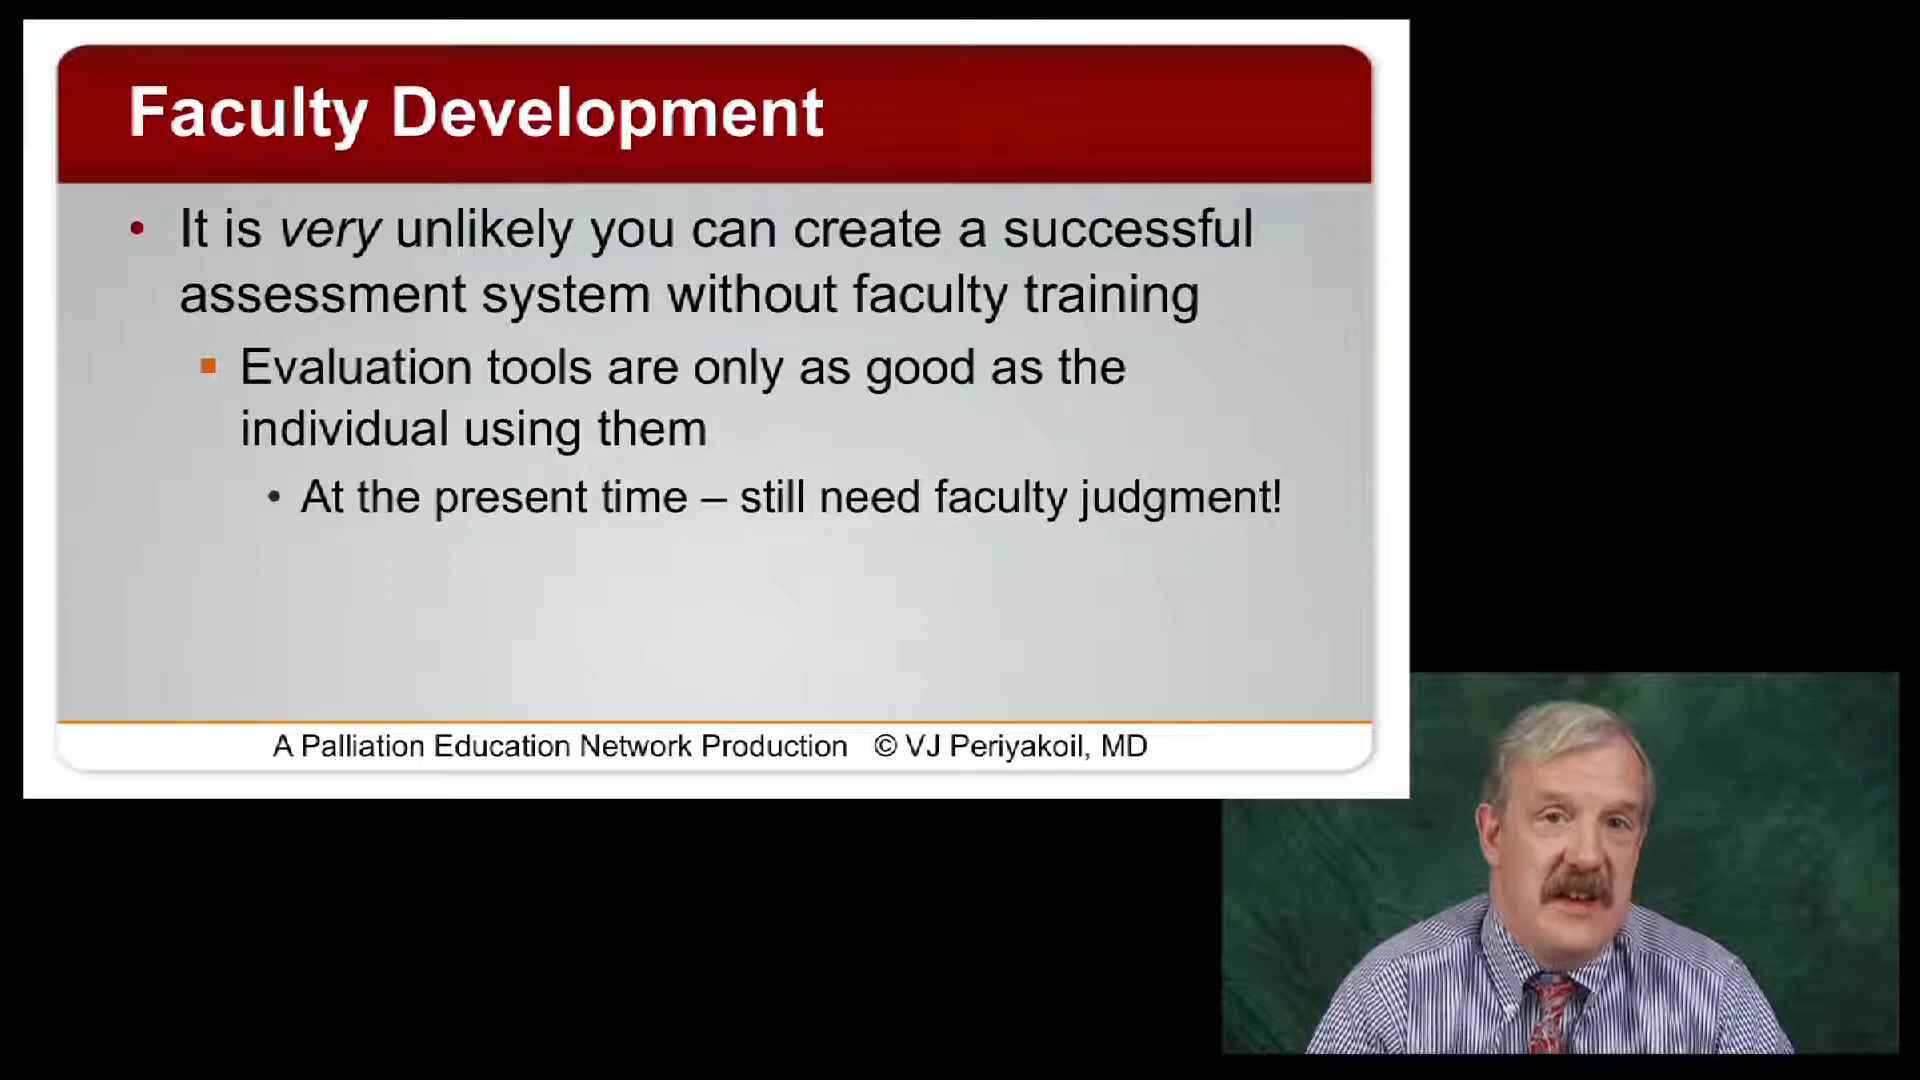 Faculty Development
• It is very unlikely you can create a successful
assessment system without faculty training
▪ Evaluation tools are only as good as the
individual using them
• At the present time – still need faculty judgment!
A Palliation Education Network Production © VJ Periyakoil, MD